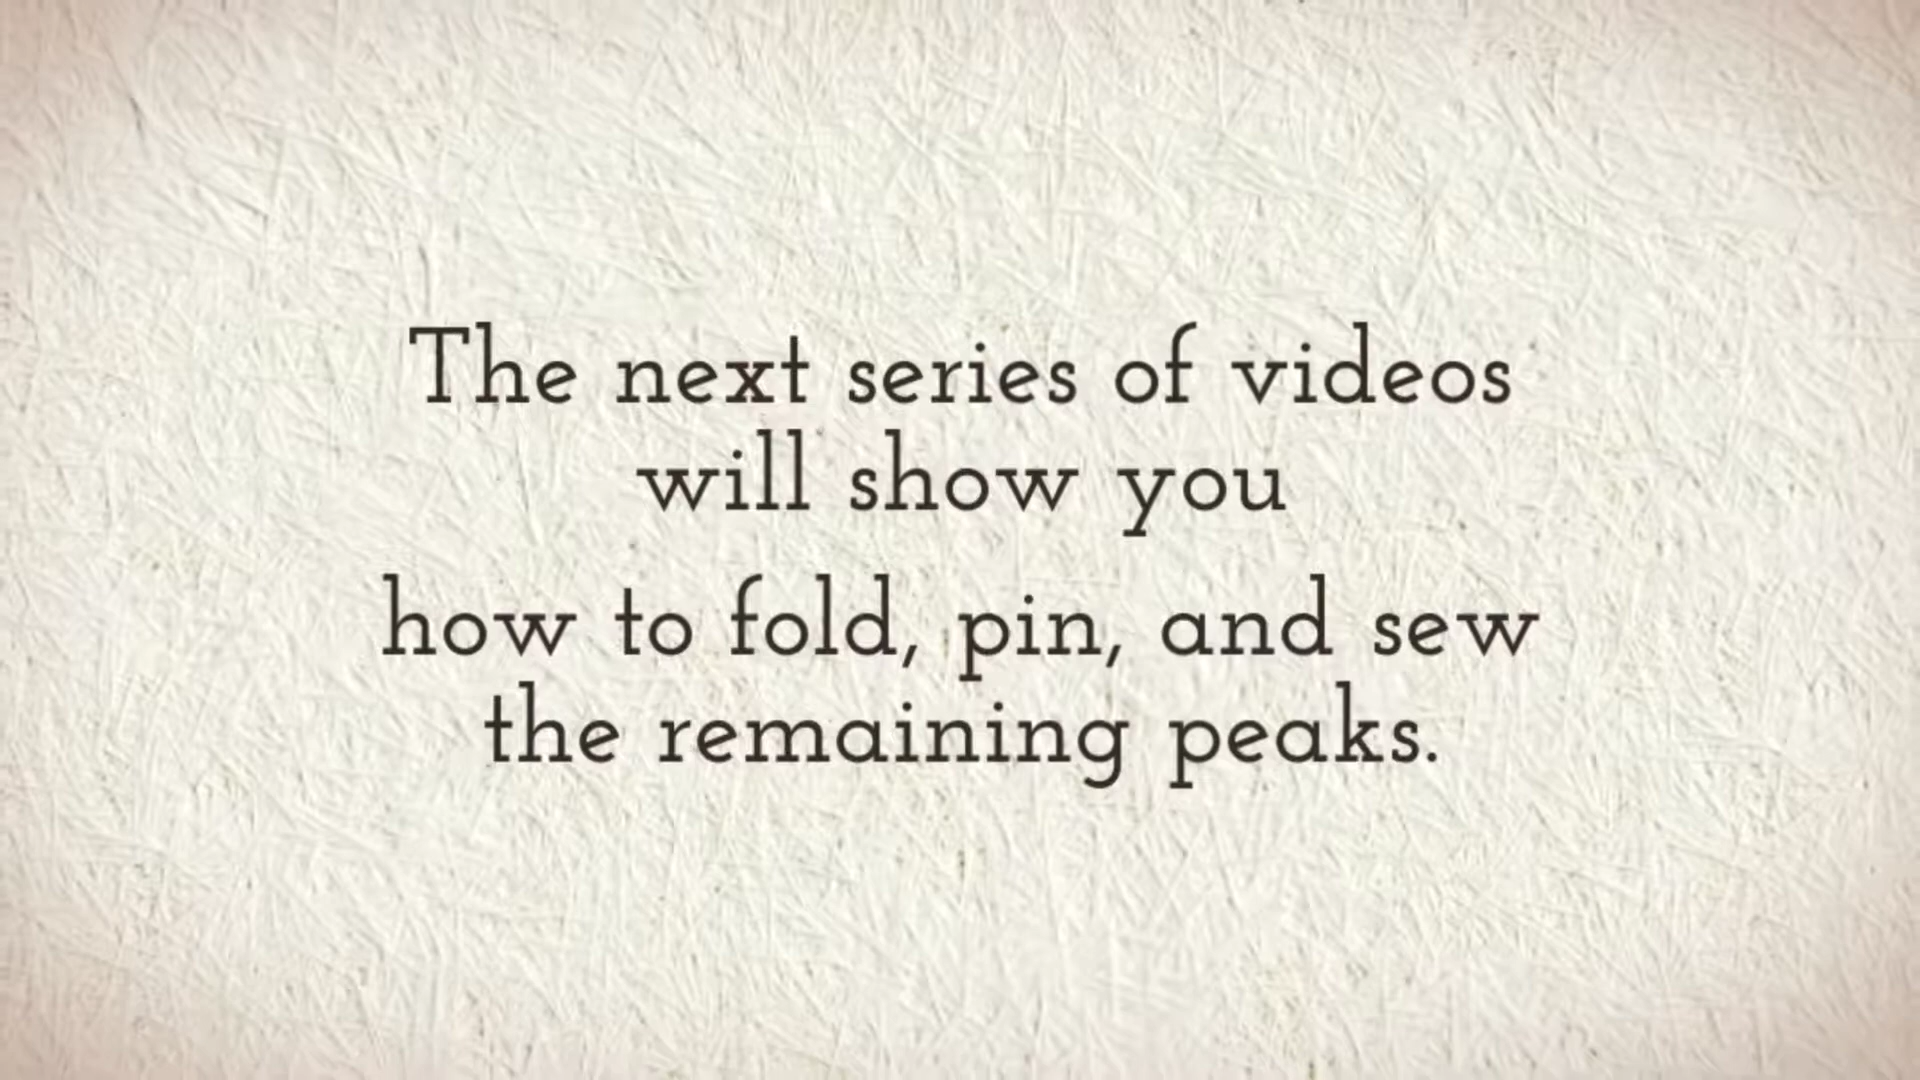 The next series of videos
will show you
how to fold, pin, and sew
the remaining peaks.